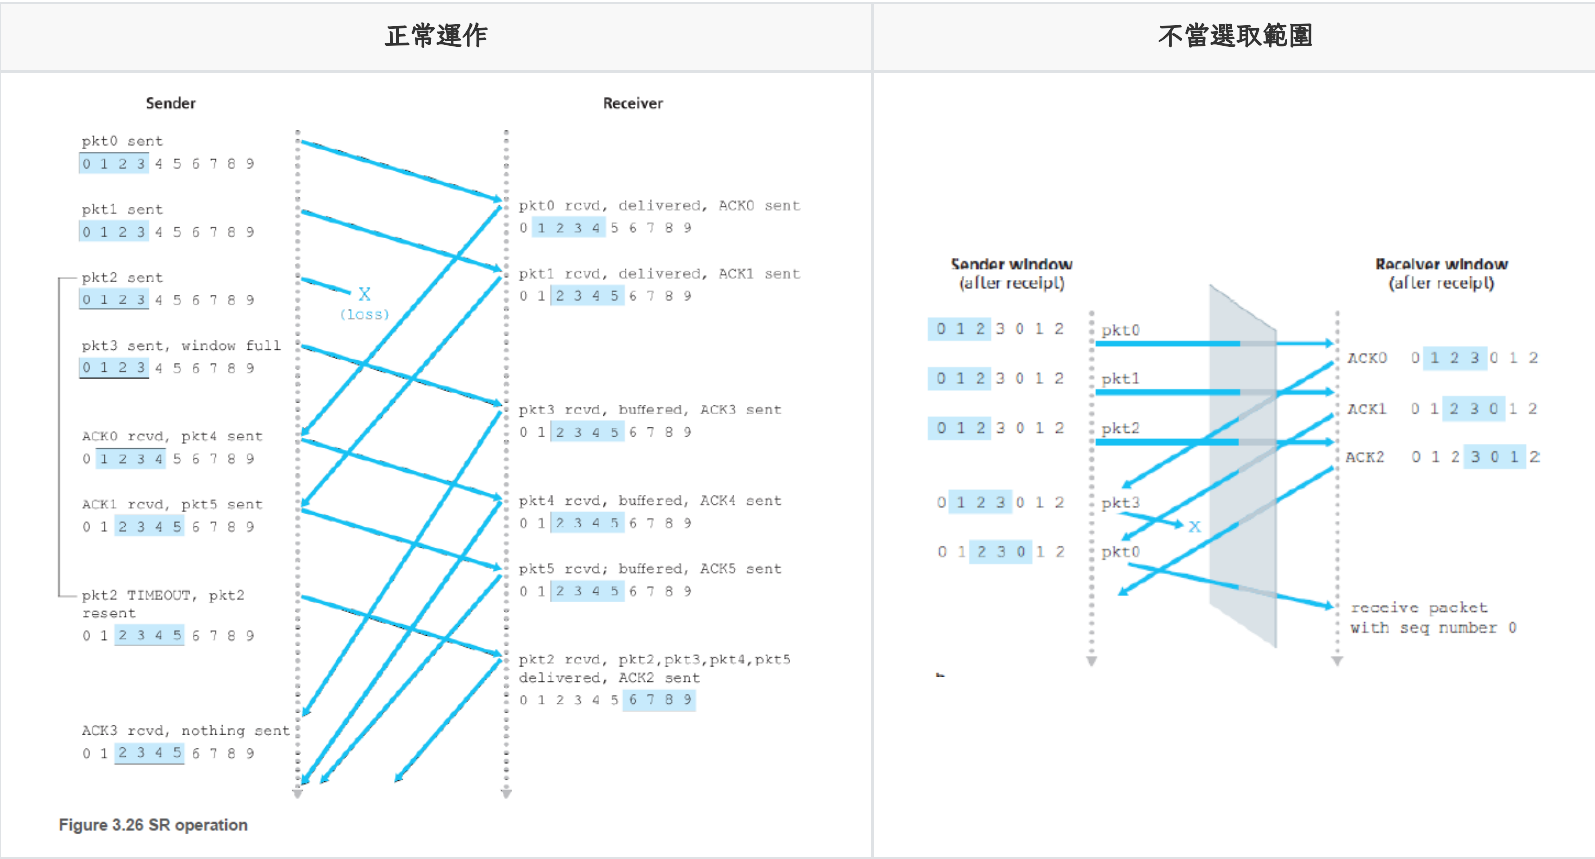 正常運作
不當選取範圍
Sender
Receiver
pkt0 sent
0 1 2 3 4 5 6 7 8 9
pkt0 rcvd, delivered, ACK0 sent
0 1 2 3 4 5 6 7 8 9
pkt1 sent
0 1 2 3 4 5 6 7 8 9
pkt1 rcvd, delivered, ACK1 sent
0 1 2 3 4 5 6 7 8 9
pkt2 sent
0 1 2 3 4 5 6 7 8 9
X
(loss)
pkt3 sent, window full
0 1 2 3 4 5 6 7 8 9
pkt3 rcvd, buffered, ACK3 sent
0 1 2 3 4 5 6 7 8 9
ACK0 rcvd, pkt4 sent
0 1 2 3 4 5 6 7 8 9
pkt4 rcvd, buffered, ACK4 sent
0 1 2 3 4 5 6 7 8 9
ACK1 rcvd, pkt5 sent
0 1 2 3 4 5 6 7 8 9
pkt5 rcvd; buffered, ACK5 sent
0 1 2 3 4 5 6 7 8 9
pkt2 TIMEOUT, pkt2
resent
0 1 2 3 4 5 6 7 8 9
pkt2 rcvd, pkt2,pkt3,pkt4,pkt5
delivered, ACK2 sent
0 1 2 3 4 5 6 7 8 9
ACK3 rcvd, nothing sent
0 1 2 3 4 5 6 7 8 9
Figure 3.26 SR operation
Sender window
(after receipt)
Receiver window
(after receipt)
0 1 2 3 0 1 2
pkt0
ACK0
0 1 2 3 0 1 2
0 1 2 3 0 1 2
pkt1
ACK1
0 1 2 3 0 1 2
0 1 2 3 0 1 2
pkt2
ACK2
0 1 2 3 0 1 2
0 1 2 3 0 1 2
pkt3
X
0 1 2 3 0 1 2
pkt0
receive packet
with seq number 0